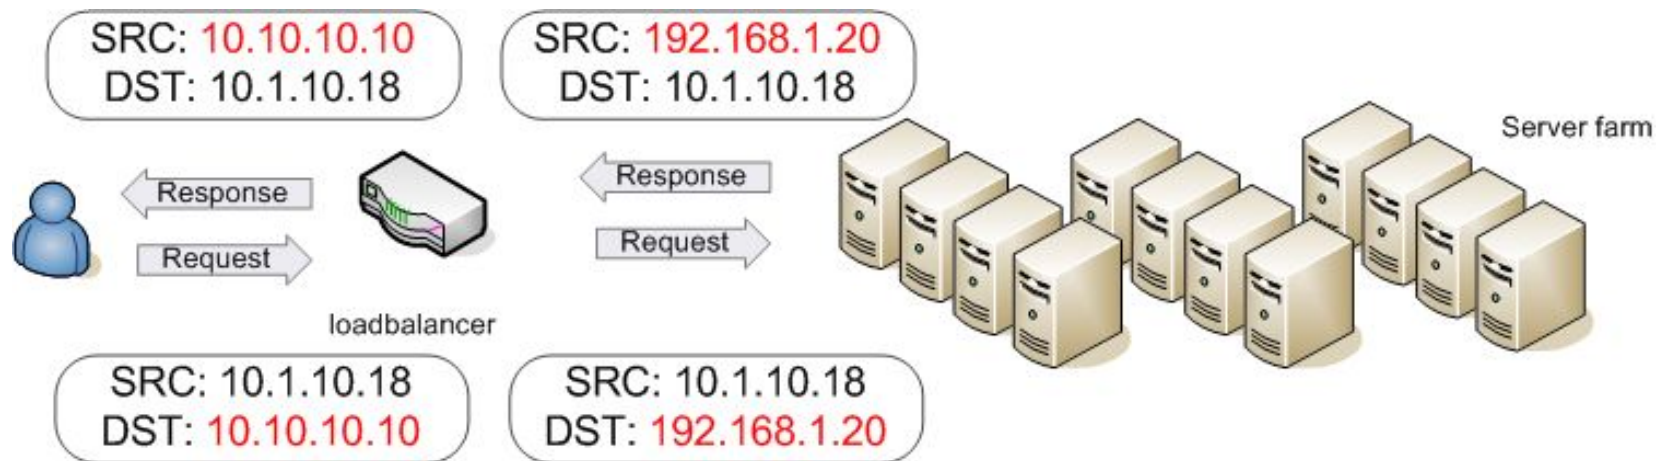 SRC: 10.10.10.10
DST: 10.1.10.18
SRC: 192.168.1.20
DST: 10.1.10.18
Server farm
Response
Request
Response
Request
loadbalancer
SRC: 10.1.10.18
DST: 10.10.10.10
SRC: 10.1.10.18
DST: 192.168.1.20